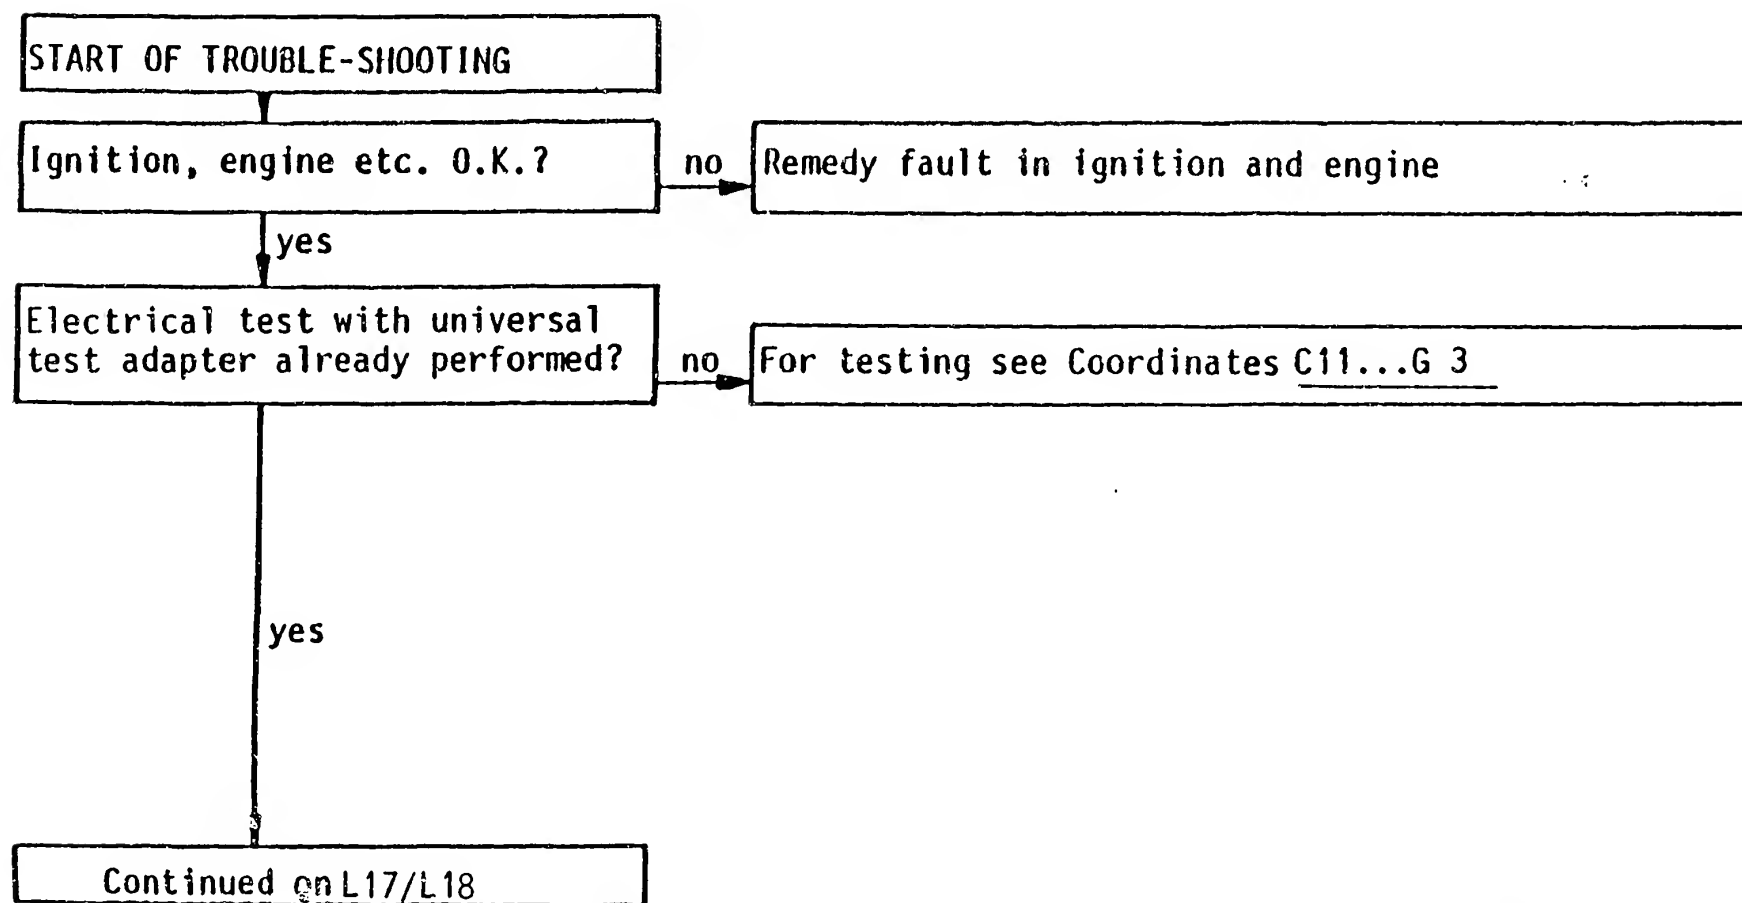 START OF TROUBLE-SHOOTING
Ignition, engine etc. O.K.?
no
Remedy fault in ignition and engine
yes
Electrical test with universal
test adapter already performed?
no
For testing see Coordinates C11...G 3
yes
Continued on L17/L18